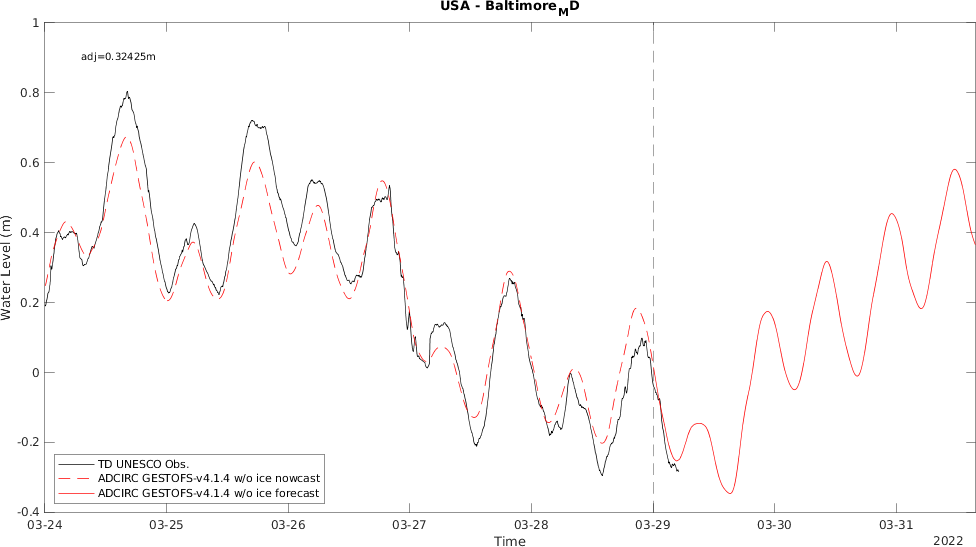 USA - Baltimore_MD
adj=0.32425m
1
0.8
0.6
0.4
0.2
0
-0.2
-0.4
Water Level (m)
TD UNESCO Obs.
ADCIRC GESTOFS-v4.1.4 w/o ice nowcast
ADCIRC GESTOFS-v4.1.4 w/o ice forecast
03-24 03-25 03-26 03-27 03-28 03-29 03-30 03-31
Time
2022